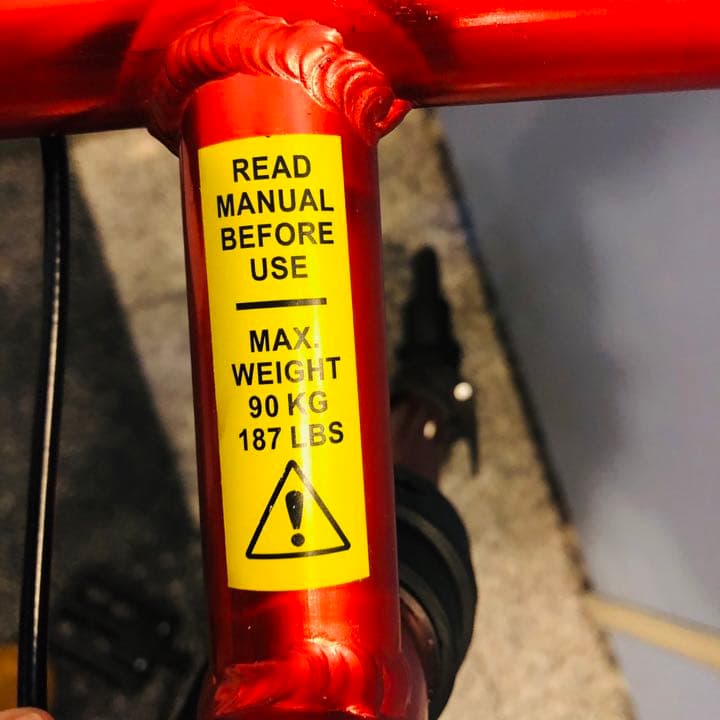 READ
MANUAL
BEFORE
USE
MAX.
WEIGHT
90 KG
187 LBS